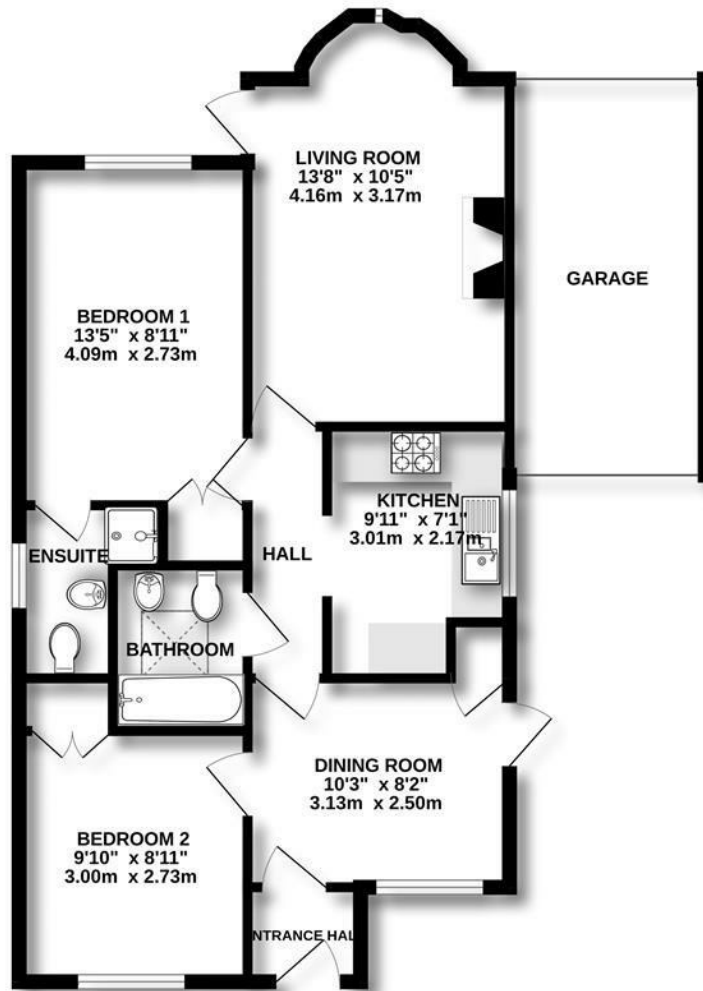 LIVING ROOM
13'8" x 10'5"
4.16m x 3.17m
GARAGE
BEDROOM 1
13'5" x 8'11"
4.09m x 2.73m
KITCHEN
9'11" x 7'1"
3.01m x 2.17m
ENSUITE
HALL
BATHROOM
DINING ROOM
10'3" x 8'2"
3.13m x 2.50m
BEDROOM 2
9'10" x 8'11"
3.00m x 2.73m
NTRANCE HAL